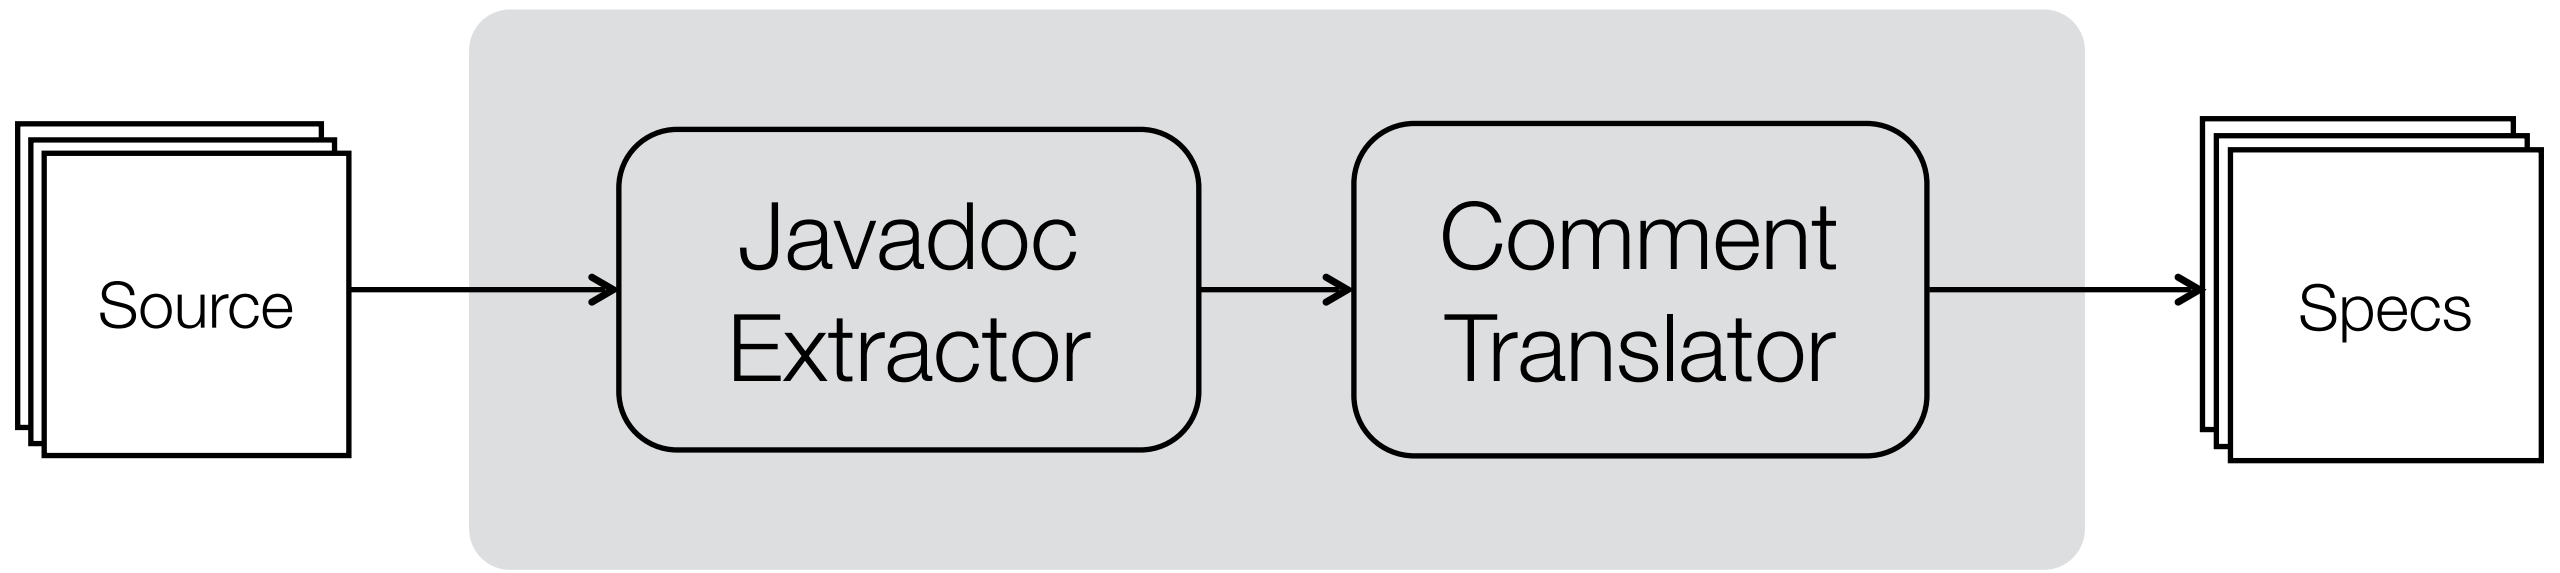 Source
Javadoc
Extractor
Comment
Translator
Specs